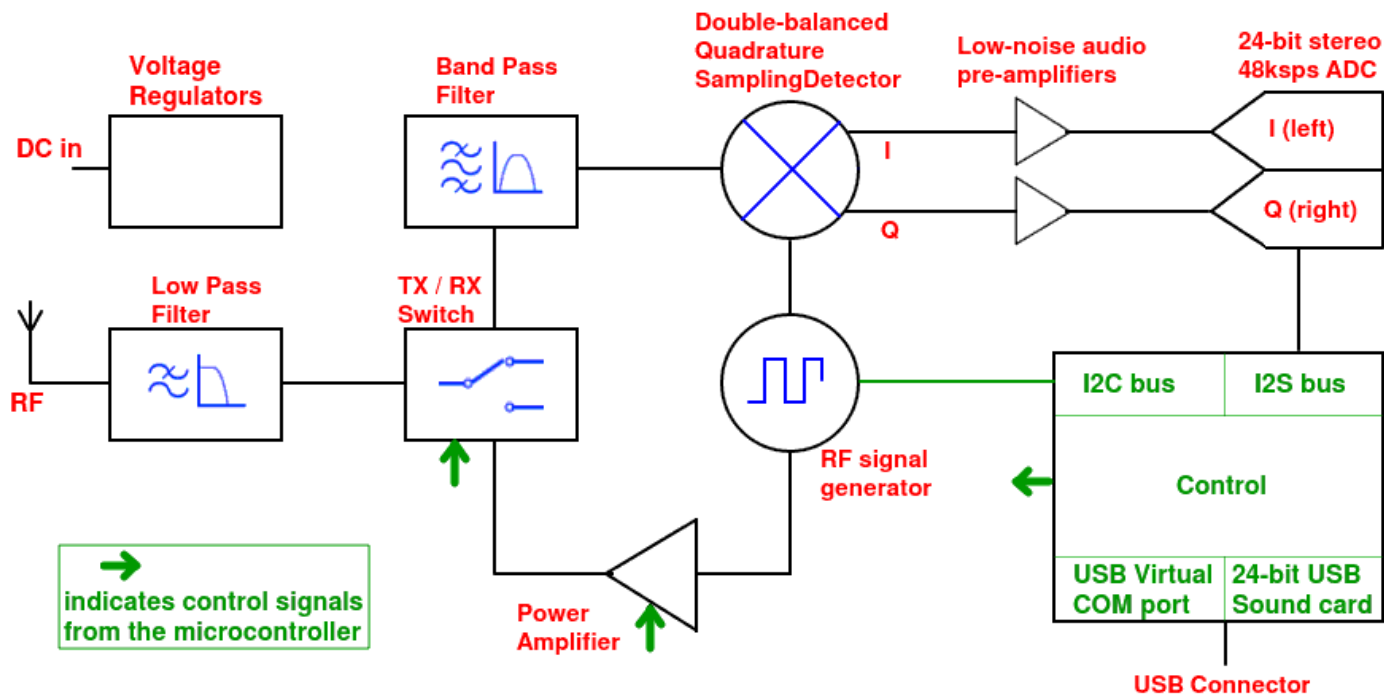 Voltage
Regulators
Band Pass
Filter
Double-balanced
Quadrature
SamplingDetector
Low-noise audio
pre-amplifiers
24-bit stereo
48ksps ADC
DC in
I
Q
I (left)
Q (right)
Low Pass
Filter
TX / RX
Switch
RF
RF signal
generator
I2C bus
I2S bus
Control
USB Virtual
COM port
24-bit USB
Sound card
indicates control signals
from the microcontroller
Power
Amplifier
USB Connector